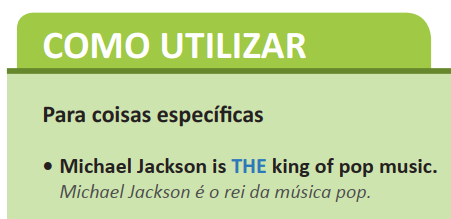 COMO UTILIZAR
Para coisas específicas
• Michael Jackson is THE king of pop music.
Michael Jackson é o rei da música pop.